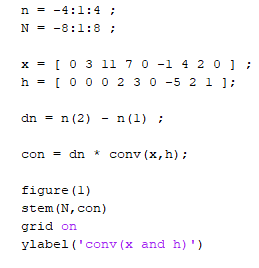 n = -4:1:4 ;
N = -8:1:8 ;
x = [ 0 3 11 7 0 -1 4 2 0 ] ;
h = [ 0 0 0 2 3 0 -5 2 1 ];
dn = n(2) - n(1) ;
con = dn * conv(x,h);
figure(1)
stem(N,con)
grid on
ylabel('conv(x and h)')